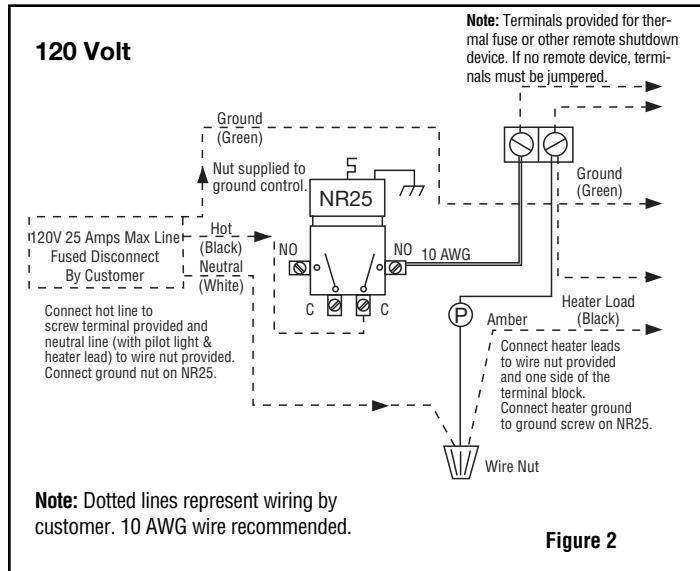 120 Volt
Note: Terminals provided for ther-
mal fuse or other remote shutdown
device. If no remote device, termi-
nals must be jumpered.
Ground
(Green)
Nut supplied to
ground control.
NR25
Ground
(Green)
120V 25 Amps Max Line
Fused Disconnect
By Customer
Hot
(Black)
Neutral
(White)
NO
NO
10 AWG
C
C
Connect hot line to
screw terminal provided and
neutral line (with pilot light &
heater lead) to wire nut provided.
Connect ground nut on NR25.
P
Amber
Heater Load
(Black)
Connect heater leads
to wire nut provided
and one side of the
terminal block.
Connect heater ground
to ground screw on NR25.
Wire Nut
Note: Dotted lines represent wiring by
customer. 10 AWG wire recommended.
Figure 2